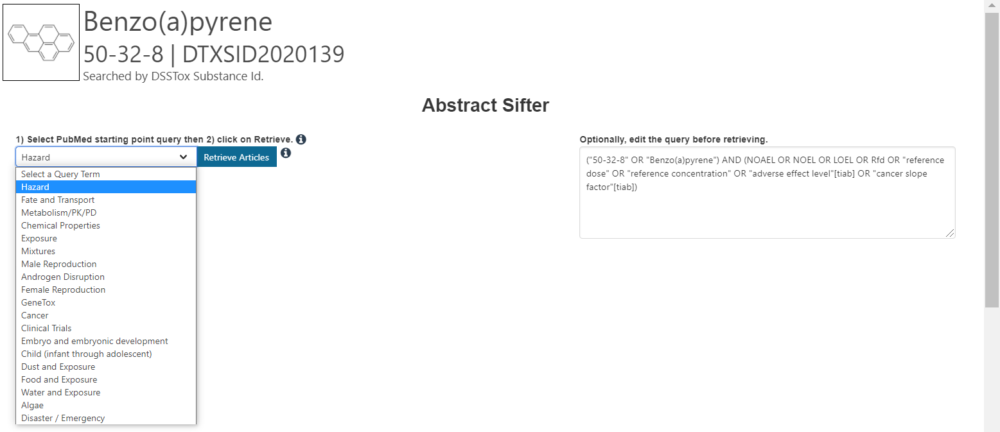 Benzo(a)pyrene
50-32-8 | DTXSID2020139
Searched by DSSTox Substance Id.
Abstract Sifter
1) Select PubMed starting point query then 2) click on Retrieve.
Hazard
Retrieve Articles
Select a Query Term
Hazard
Fate and Transport
Metabolism/PK/PD
Chemical Properties
Exposure
Mixtures
Male Reproduction
Androgen Disruption
Female Reproduction
GeneTox
Cancer
Clinical Trials
Embryo and embryonic development
Child (infant through adolescent)
Dust and Exposure
Food and Exposure
Water and Exposure
Algae
Disaster / Emergency
Optionally, edit the query before retrieving.
("50-32-8" OR "Benzo(a)pyrene") AND (NOAEL OR NOEL OR LOEL OR Rfd OR "reference
dose" OR "reference concentration" OR "adverse effect level"[tiab] OR "cancer slope
factor"[tiab])